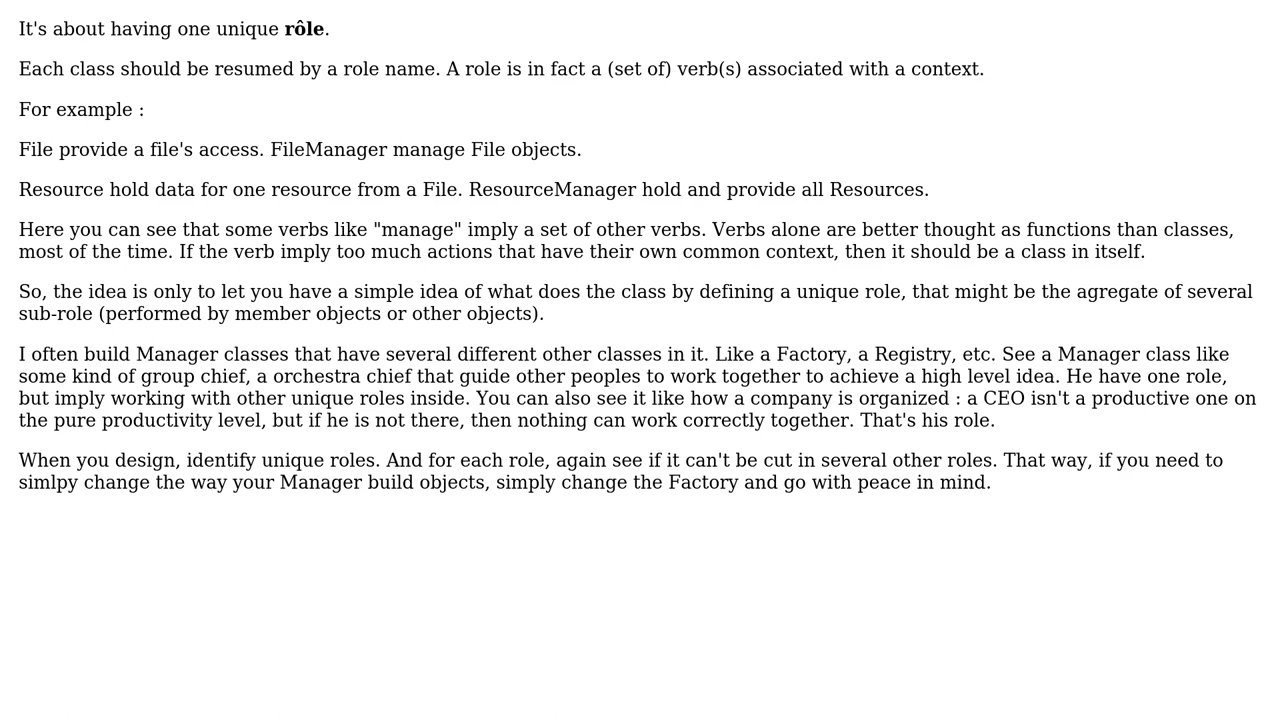 It's about having one unique rôle.
Each class should be resumed by a role name. A role is in fact a (set of) verb(s) associated with a context.
For example :
File provide a file's access. FileManager manage File objects.
Resource hold data for one resource from a File. ResourceManager hold and provide all Resources.
Here you can see that some verbs like "manage" imply a set of other verbs. Verbs alone are better thought as functions than classes,
most of the time. If the verb imply too much actions that have their own common context, then it should be a class in itself.
So, the idea is only to let you have a simple idea of what does the class by defining a unique role, that might be the agregate of several
sub-role (performed by member objects or other objects).
I often build Manager classes that have several different other classes in it. Like a Factory, a Registry, etc. See a Manager class like
some kind of group chief, a orchestra chief that guide other peoples to work together to achieve a high level idea. He have one role,
but imply working with other unique roles inside. You can also see it like how a company is organized : a CEO isn't a productive one on
the pure productivity level, but if he is not there, then nothing can work correctly together. That's his role.
When you design, identify unique roles. And for each role, again see if it can't be cut in several other roles. That way, if you need to
simlpy change the way your Manager build objects, simply change the Factory and go with peace in mind.